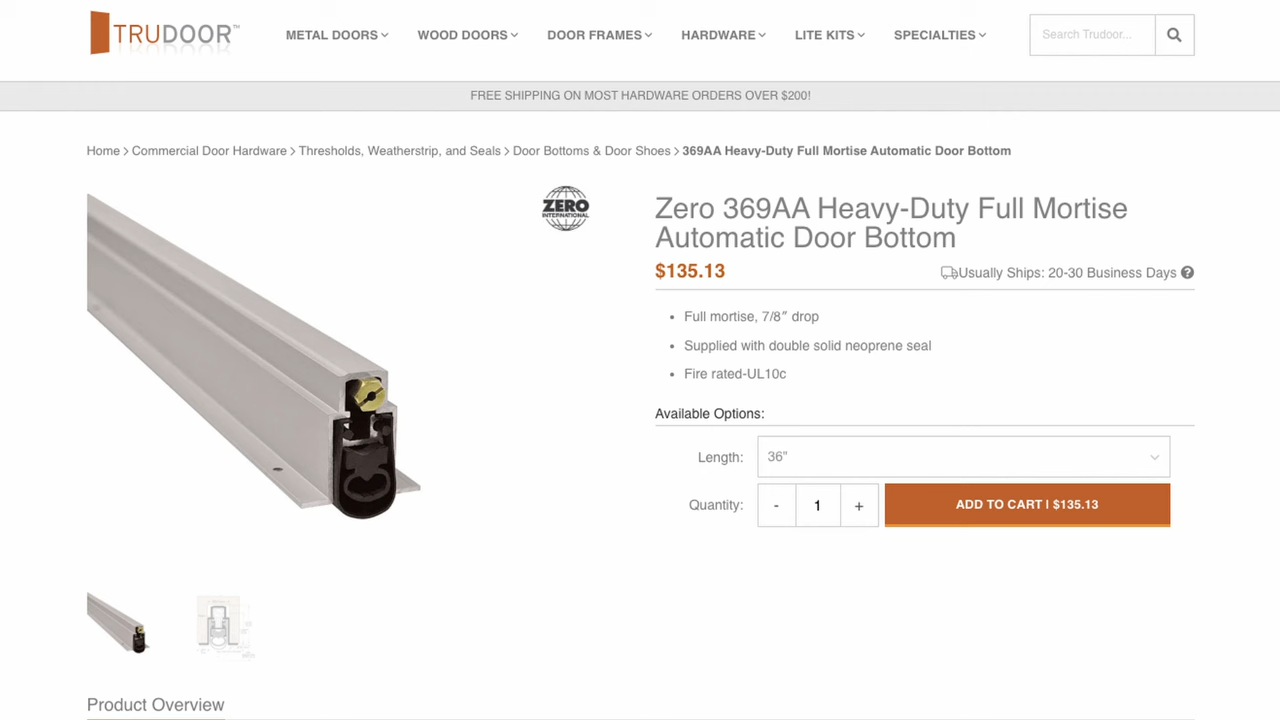 TRUDOOR™
METAL DOORS
WOOD DOORS
DOOR FRAMES
HARDWARE
LITE KITS
SPECIALTIES
Search Trudoor...
FREE SHIPPING ON MOST HARDWARE ORDERS OVER $200!
Home > Commercial Door Hardware > Thresholds, Weatherstrip, and Seals > Door Bottoms & Door Shoes > 369AA Heavy-Duty Full Mortise Automatic Door Bottom
ZERO
INTERNATIONAL
Zero 369AA Heavy-Duty Full Mortise
Automatic Door Bottom
$135.13
Usually Ships: 20-30 Business Days ?
• Full mortise, 7/8″ drop
• Supplied with double solid neoprene seal
• Fire rated-UL10c
Available Options:
Length:
36"
Quantity:
- 1 +
ADD TO CART | $135.13
Product Overview